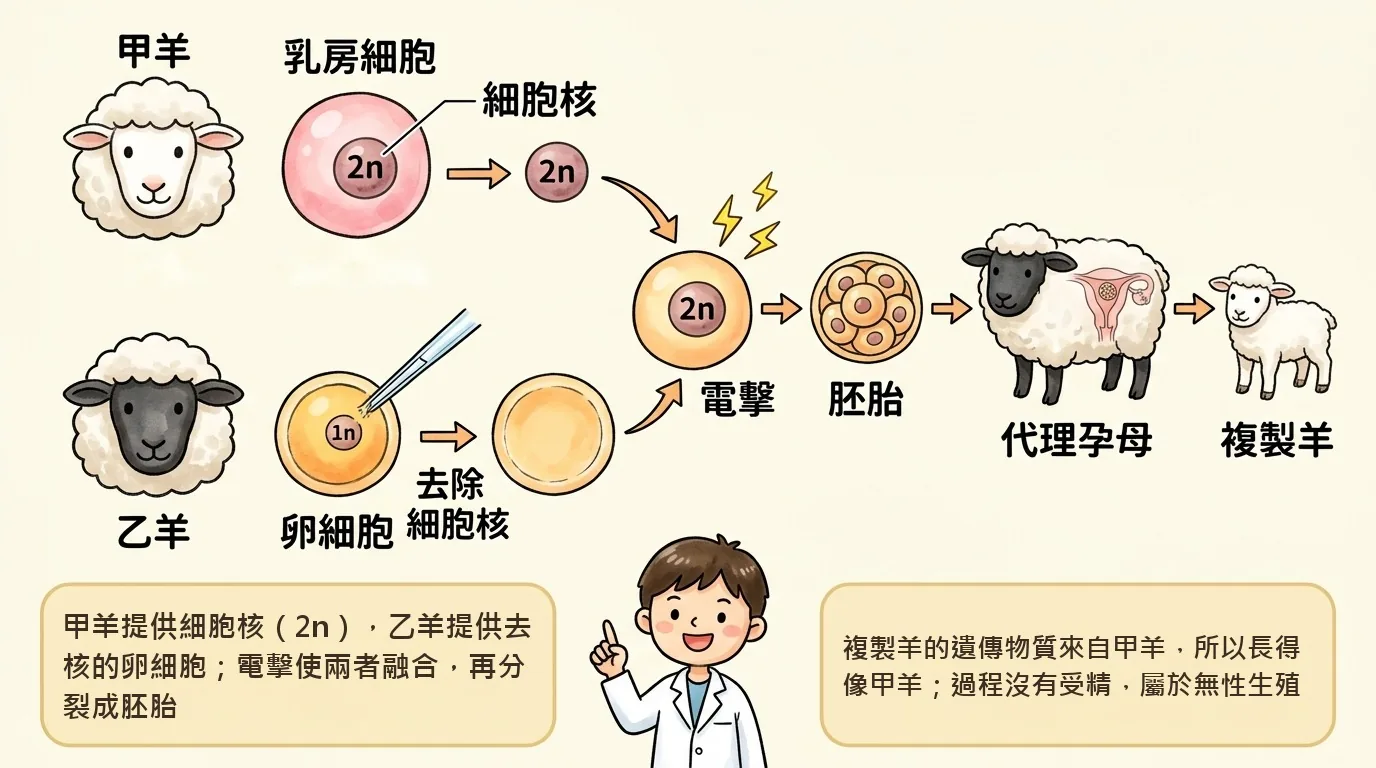 甲羊
乳房細胞
細胞核
2n
2n
2n
電擊
胚胎
代理孕母
複製羊
1n
去除
細胞核
卵細胞
乙羊
甲羊提供細胞核（2n），乙羊提供去
核的卵細胞；電擊使兩者融合，再分
裂成胚胎
複製羊的遺傳物質來自甲羊，所以長得
像甲羊；過程沒有受精，屬於無性生殖